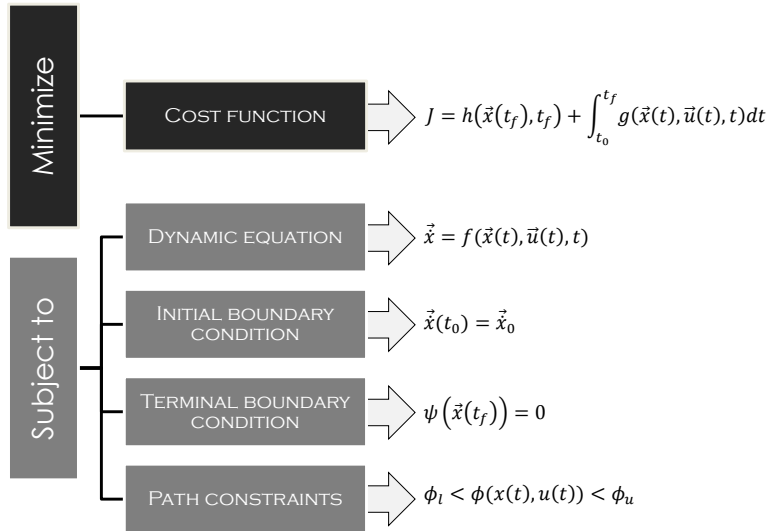 Minimize
COST FUNCTION
J = h(x⃗(t_f), t_f) + ∫_{t_0}^{t_f} g(x⃗(t), u⃗(t), t)dt
Subject to
DYNAMIC EQUATION
ẋ⃗ = f(x⃗(t), u⃗(t), t)
INITIAL BOUNDARY
CONDITION
ẋ⃗(t_0) = ẋ⃗_0
TERMINAL BOUNDARY
CONDITION
ψ(x⃗(t_f)) = 0
PATH CONSTRAINTS
ϕ_l < ϕ(x(t), u(t)) < ϕ_u